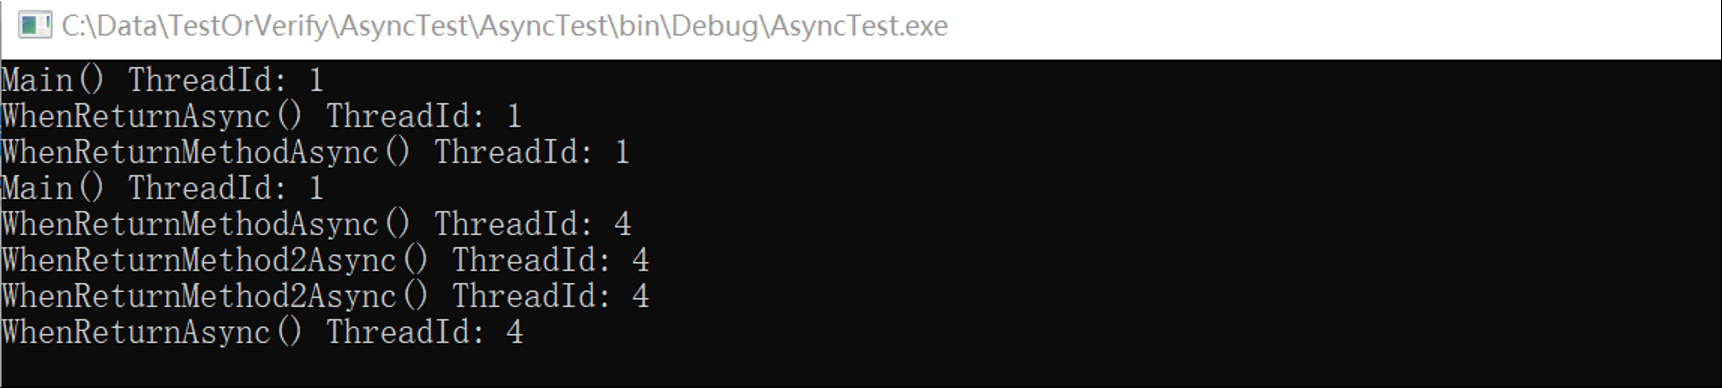 C:\Data\TestOrVerify\AsyncTest\AsyncTest\bin\Debug\AsyncTest.exe
Main() ThreadId: 1
WhenReturnAsync() ThreadId: 1
WhenReturnMethodAsync() ThreadId: 1
Main() ThreadId: 1
WhenReturnMethodAsync() ThreadId: 4
WhenReturnMethod2Async() ThreadId: 4
WhenReturnMethod2Async() ThreadId: 4
WhenReturnAsync() ThreadId: 4